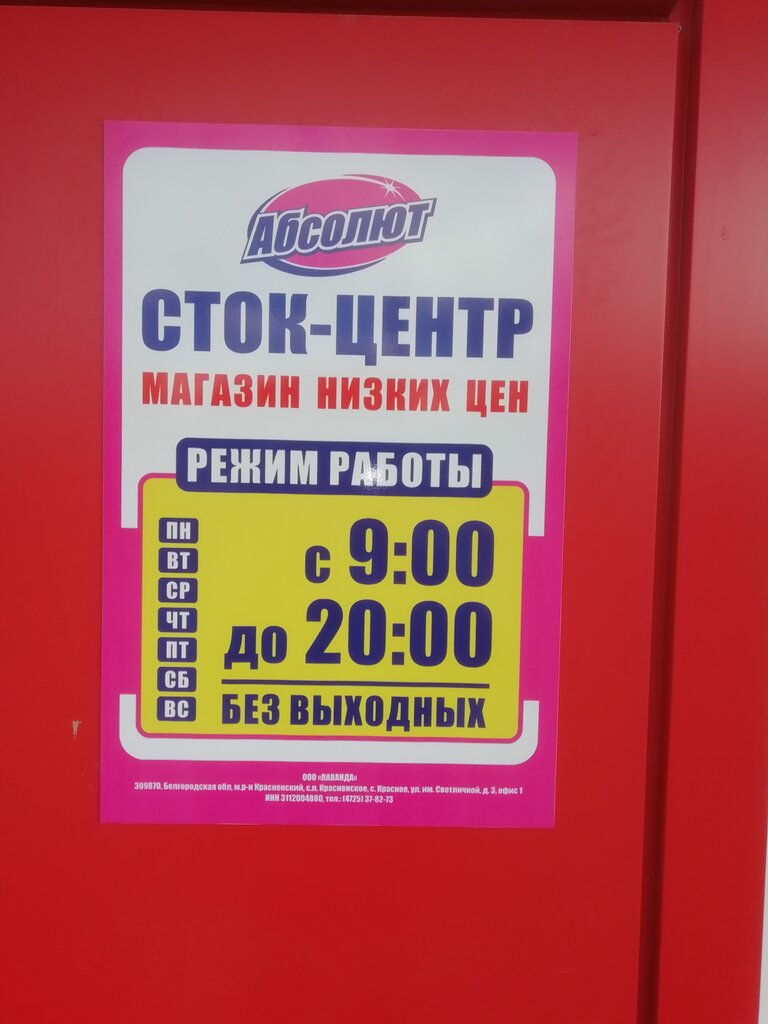 Абсолют
СТОК-ЦЕНТР
МАГАЗИН НИЗКИХ ЦЕН
РЕЖИМ РАБОТЫ
ПН
ВТ
СР
ЧТ
ПТ
СБ
ВС
с 9:00
до 20:00
БЕЗ ВЫХОДНЫХ
ООО «ЛАВАНДА»
309870, Белгородская обл, м.р-н Красненский, с.п. Красненское, с. Красное, ул. им. Светличной, д. 3, офис 1
ИНН 3112004880, тел.: (4725) 37-82-73